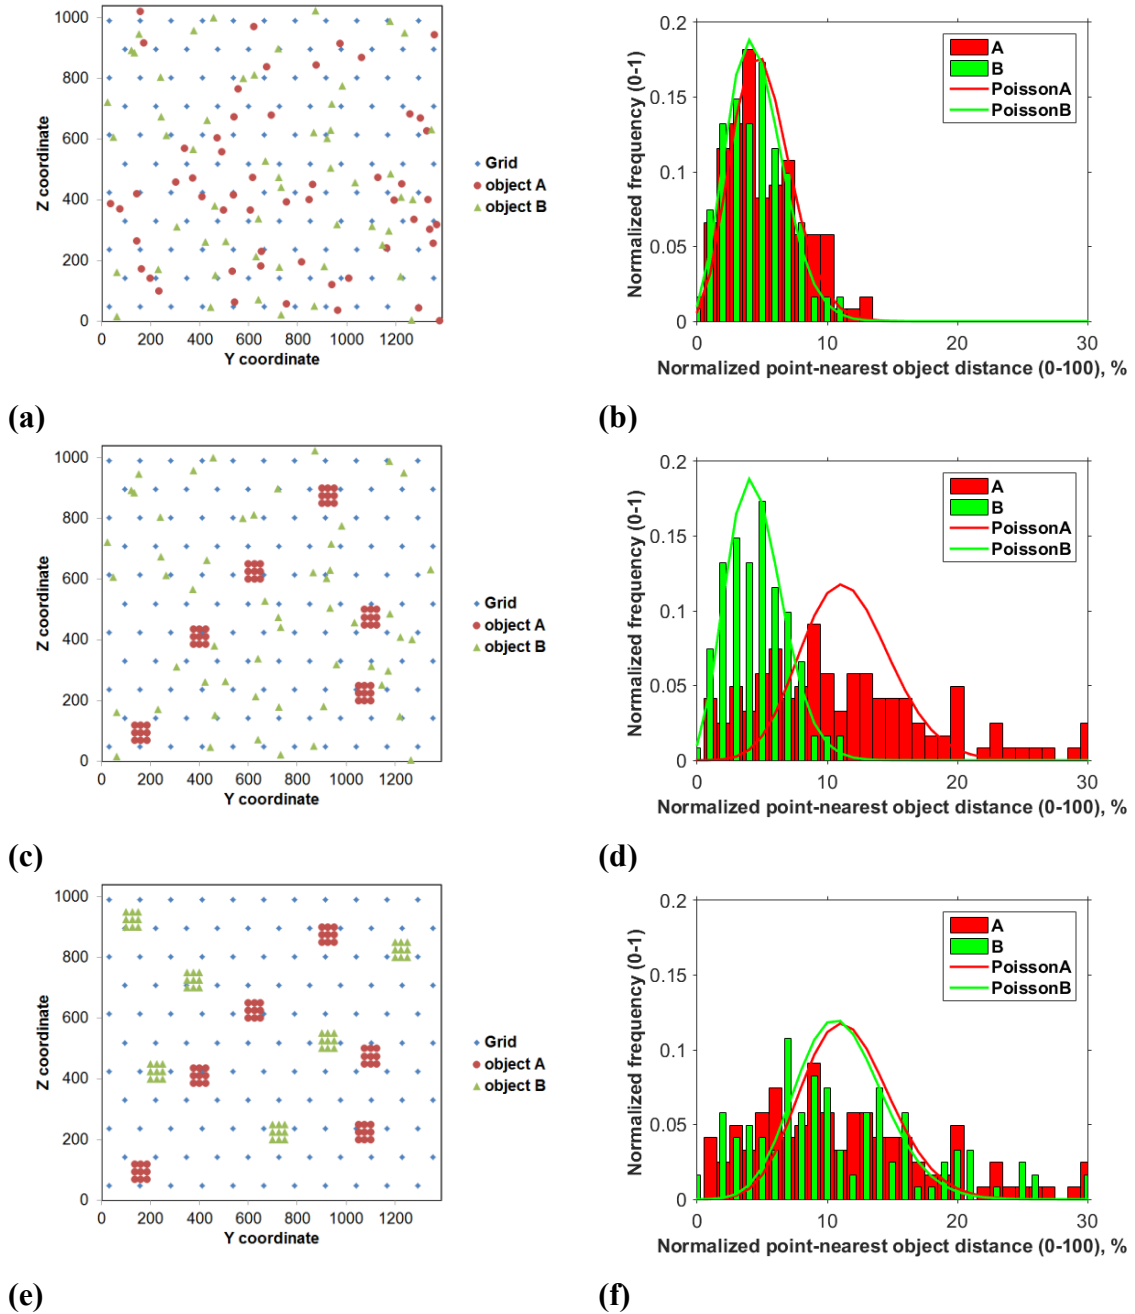 1000
800
600
400
200
0
Z coordinate
0 200 400 600 800 1000 1200
Y coordinate
Grid
object A
object B
(a)
0.2
0.15
0.1
0.05
0
Normalized frequency (0-1)
A
B
PoissonA
PoissonB
0 10 20 30
Normalized point-nearest object distance (0-100), %
(b)
1000
800
600
400
200
0
Z coordinate
0 200 400 600 800 1000 1200
Y coordinate
Grid
object A
object B
(c)
0.2
0.15
0.1
0.05
0
Normalized frequency (0-1)
A
B
PoissonA
PoissonB
0 10 20 30
Normalized point-nearest object distance (0-100), %
(d)
1000
800
600
400
200
0
Z coordinate
0 200 400 600 800 1000 1200
Y coordinate
Grid
object A
object B
(e)
0.2
0.15
0.1
0.05
0
Normalized frequency (0-1)
A
B
PoissonA
PoissonB
0 10 20 30
Normalized point-nearest object distance (0-100), %
(f)